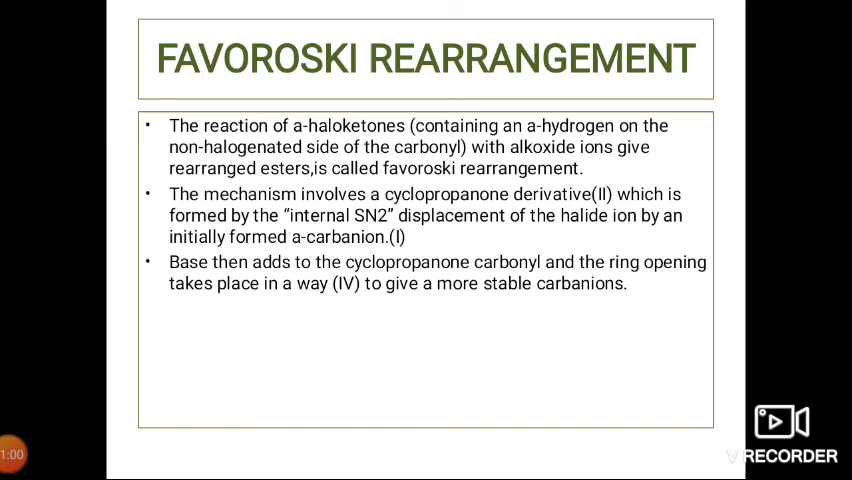 FAVOROSKI REARRANGEMENT
• The reaction of a-haloketones (containing an a-hydrogen on the
non-halogenated side of the carbonyl) with alkoxide ions give
rearranged esters,is called favoroski rearrangement.
• The mechanism involves a cyclopropanone derivative(II) which is
formed by the “internal SN2” displacement of the halide ion by an
initially formed a-carbanion.(I)
• Base then adds to the cyclopropanone carbonyl and the ring opening
takes place in a way (IV) to give a more stable carbanions.
1:00
V RECORDER